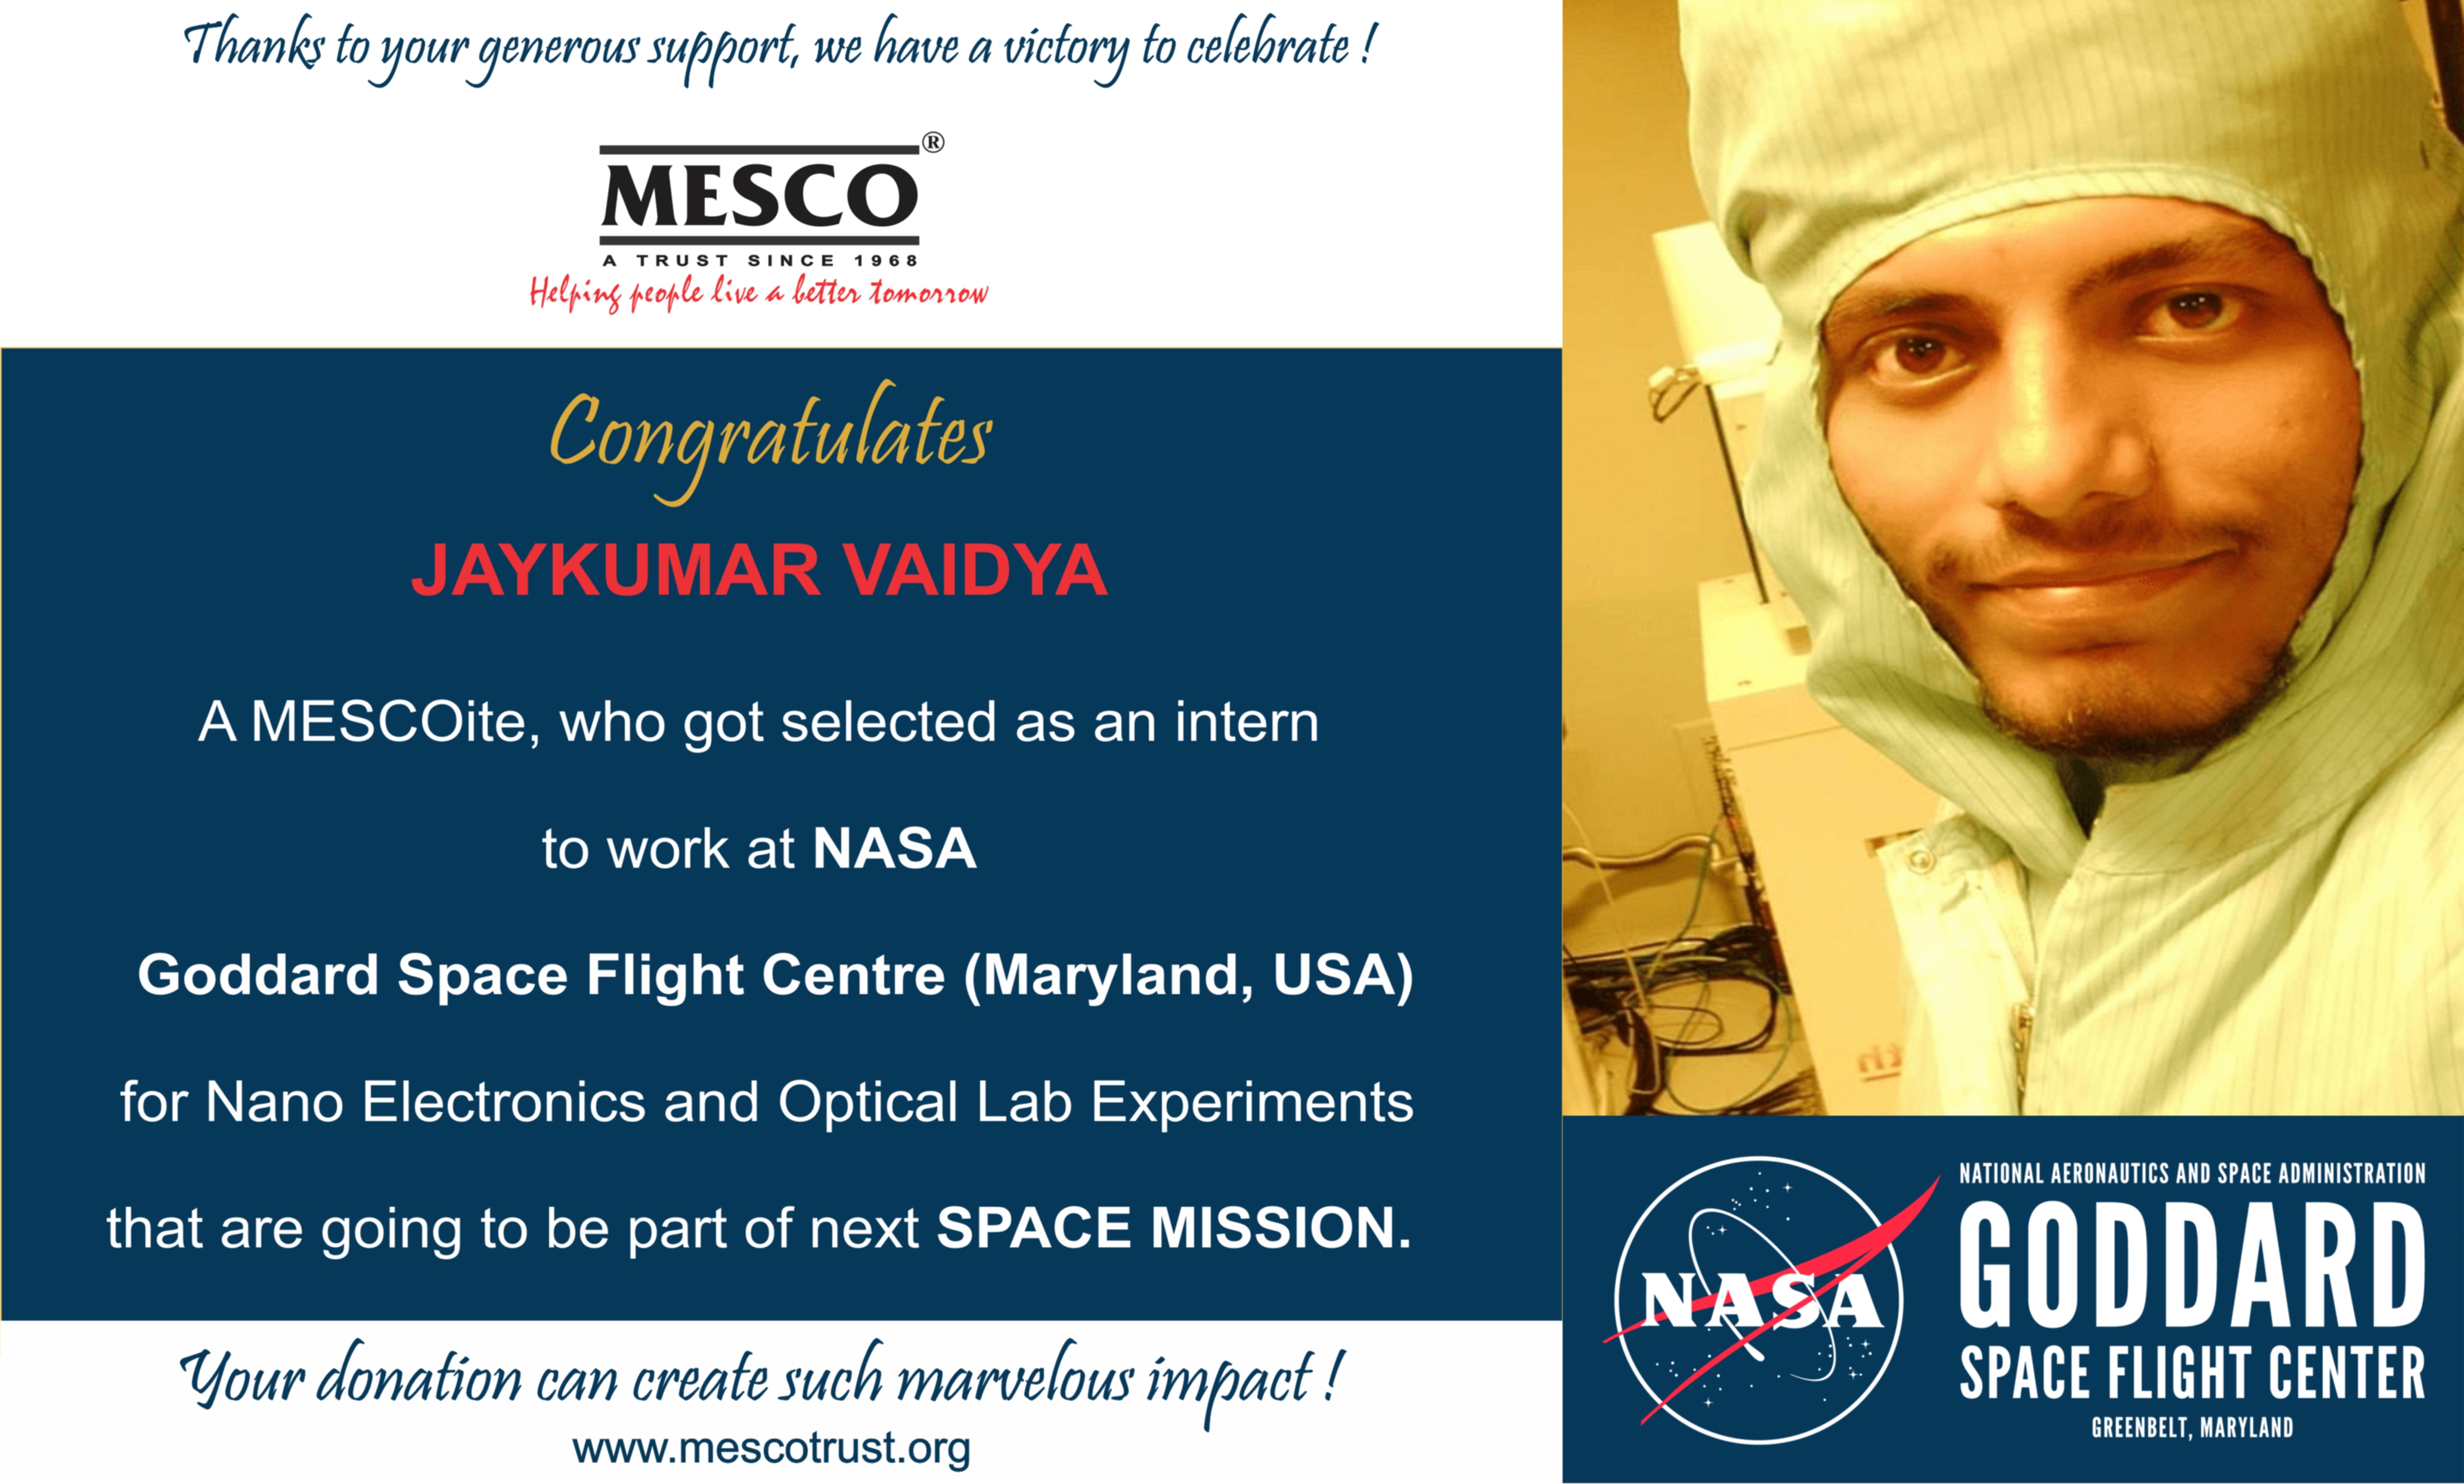 Thanks to your generous support, we have a victory to celebrate !
MESCO®
A TRUST SINCE 1968
Helping people live a better tomorrow
Congratulates
JAYKUMAR VAIDYA
A MESCOite, who got selected as an intern
to work at NASA
Goddard Space Flight Centre (Maryland, USA)
for Nano Electronics and Optical Lab Experiments
that are going to be part of next SPACE MISSION.
Your donation can create such marvelous impact !
www.mescotrust.org
NASA
NATIONAL AERONAUTICS AND SPACE ADMINISTRATION
GODDARD
SPACE FLIGHT CENTER
GREENBELT, MARYLAND